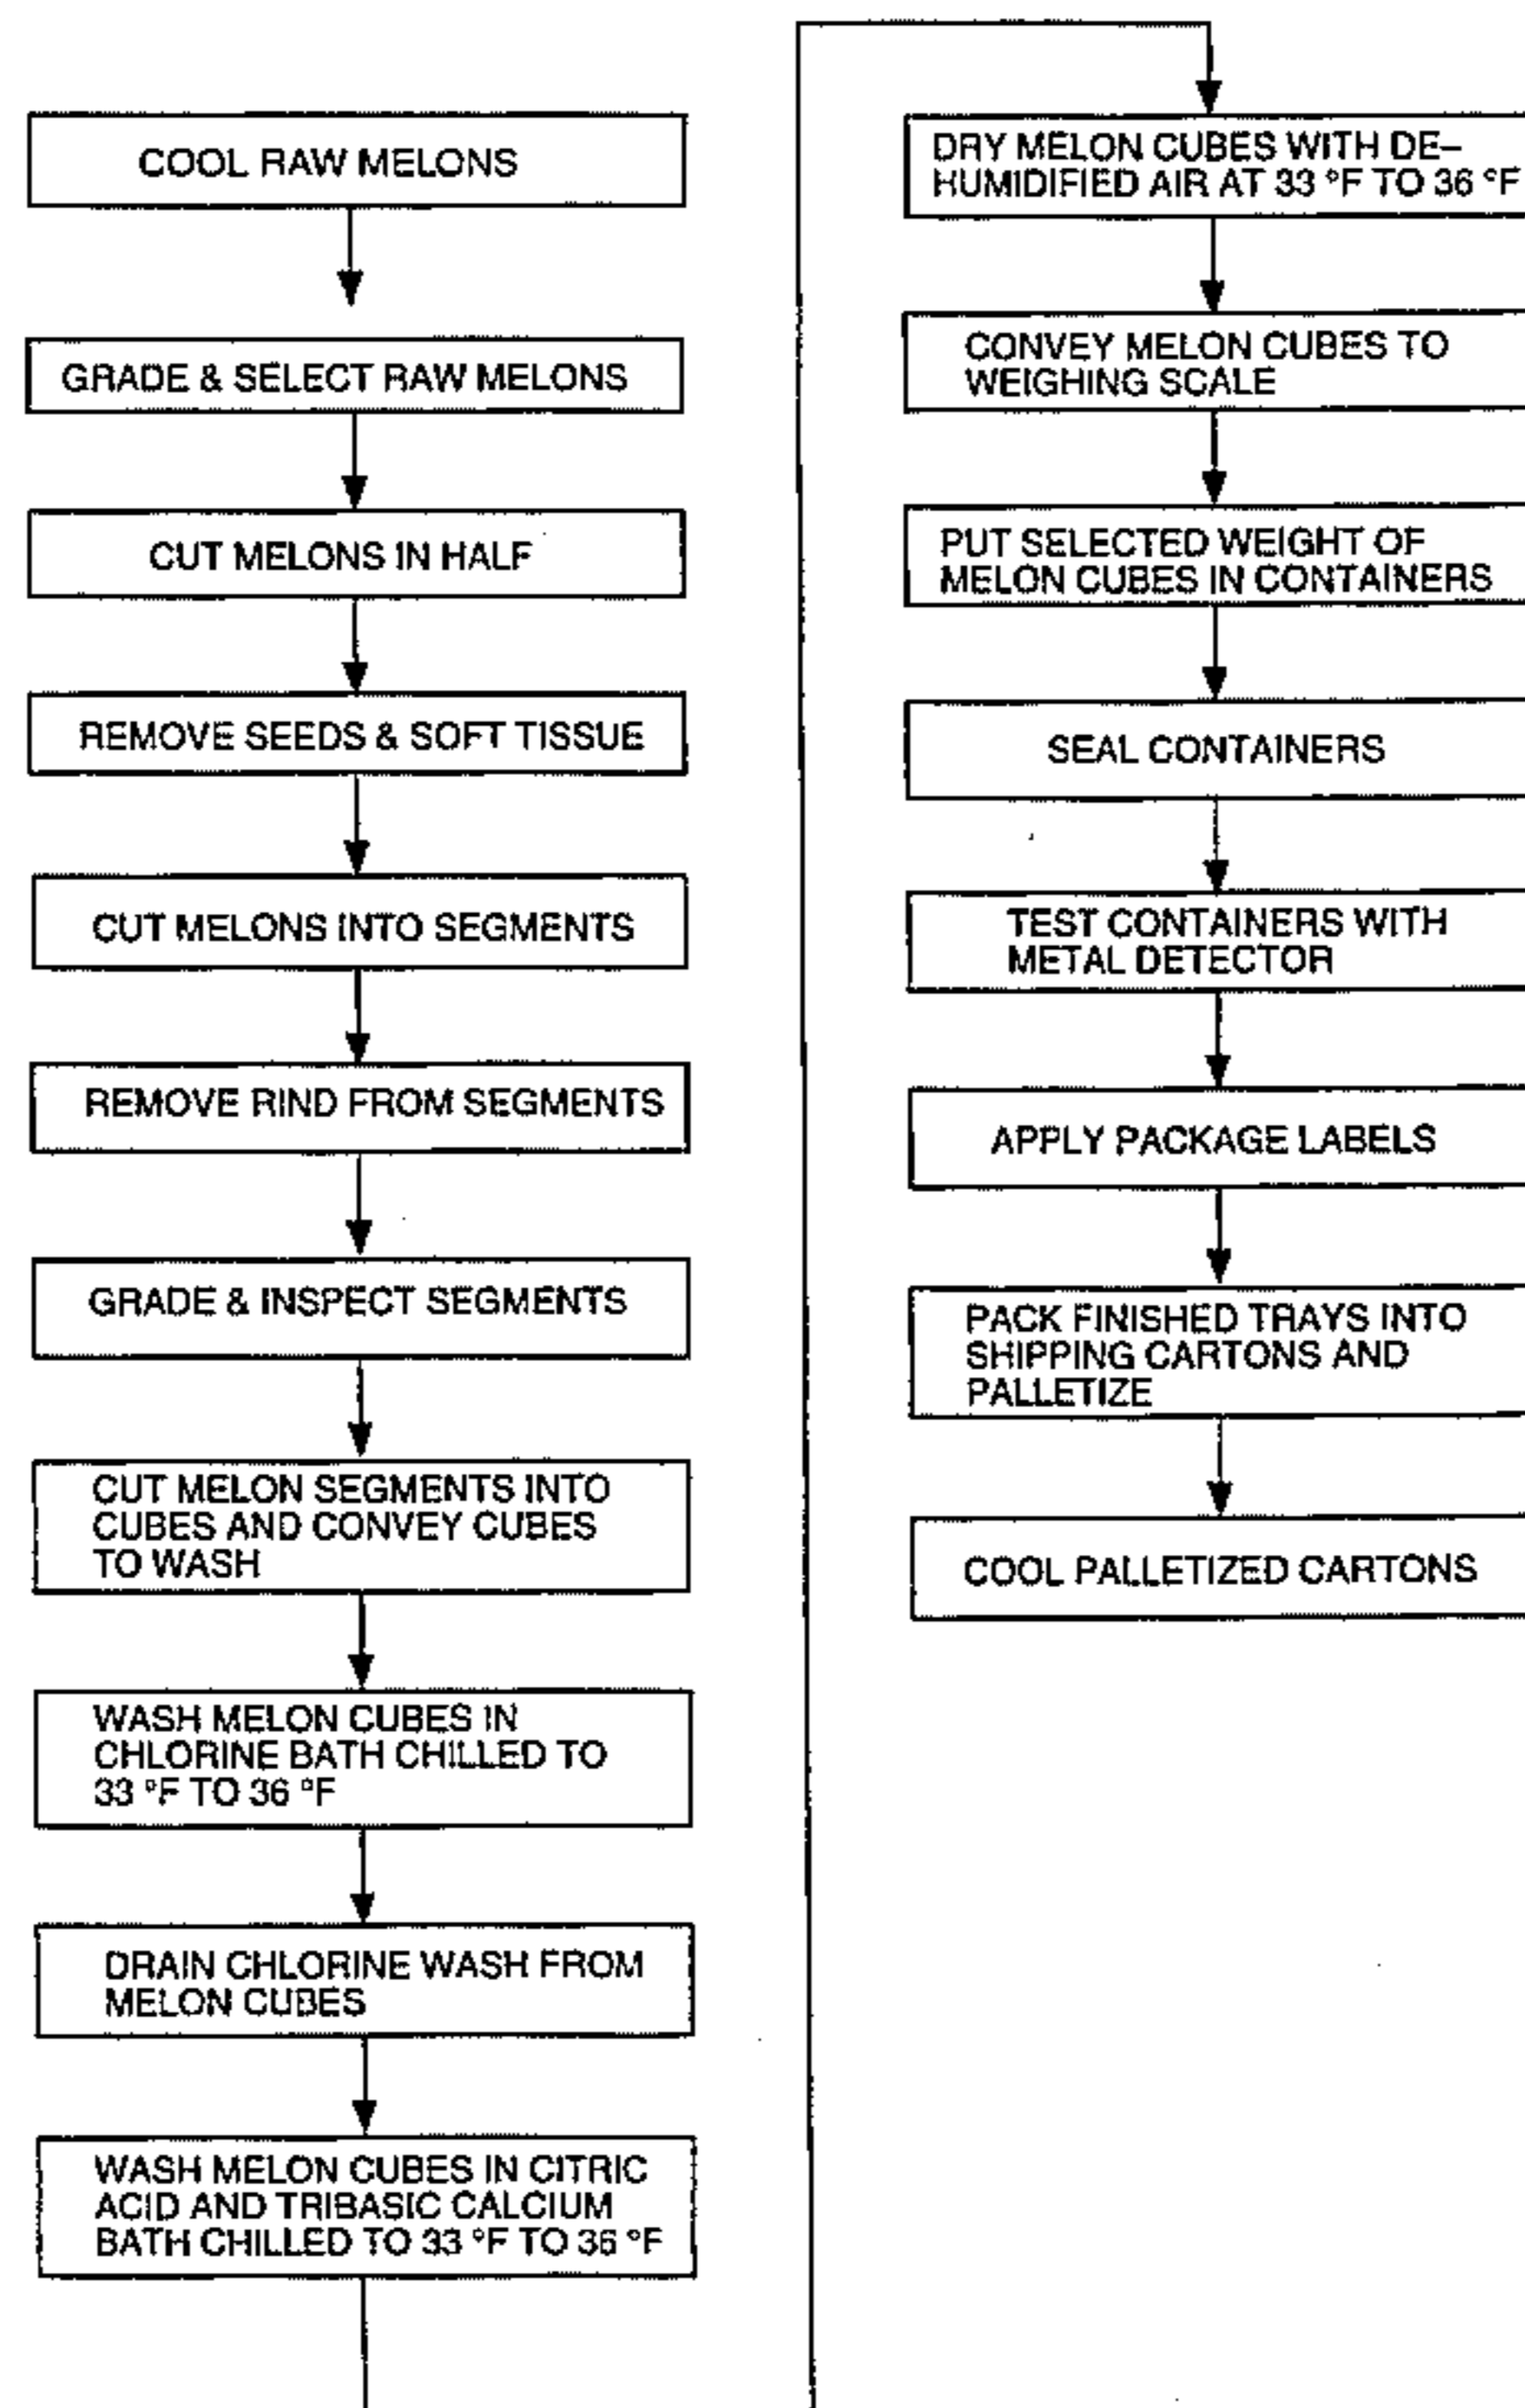 COOL RAW MELONS
GRADE & SELECT RAW MELONS
CUT MELONS IN HALF
REMOVE SEEDS & SOFT TISSUE
CUT MELONS INTO SEGMENTS
REMOVE RIND FROM SEGMENTS
GRADE & INSPECT SEGMENTS
CUT MELON SEGMENTS INTO
CUBES AND CONVEY CUBES
TO WASH
WASH MELON CUBES IN
CHLORINE BATH CHILLED TO
33 °F TO 36 °F
DRAIN CHLORINE WASH FROM
MELON CUBES
WASH MELON CUBES IN CITRIC
ACID AND TRIBASIC CALCIUM
BATH CHILLED TO 33 °F TO 36 °F
DRY MELON CUBES WITH DE–
HUMIDIFIED AIR AT 33 °F TO 36 °F
CONVEY MELON CUBES TO
WEIGHING SCALE
PUT SELECTED WEIGHT OF
MELON CUBES IN CONTAINERS
SEAL CONTAINERS
TEST CONTAINERS WITH
METAL DETECTOR
APPLY PACKAGE LABELS
PACK FINISHED TRAYS INTO
SHIPPING CARTONS AND
PALLETIZE
COOL PALLETIZED CARTONS